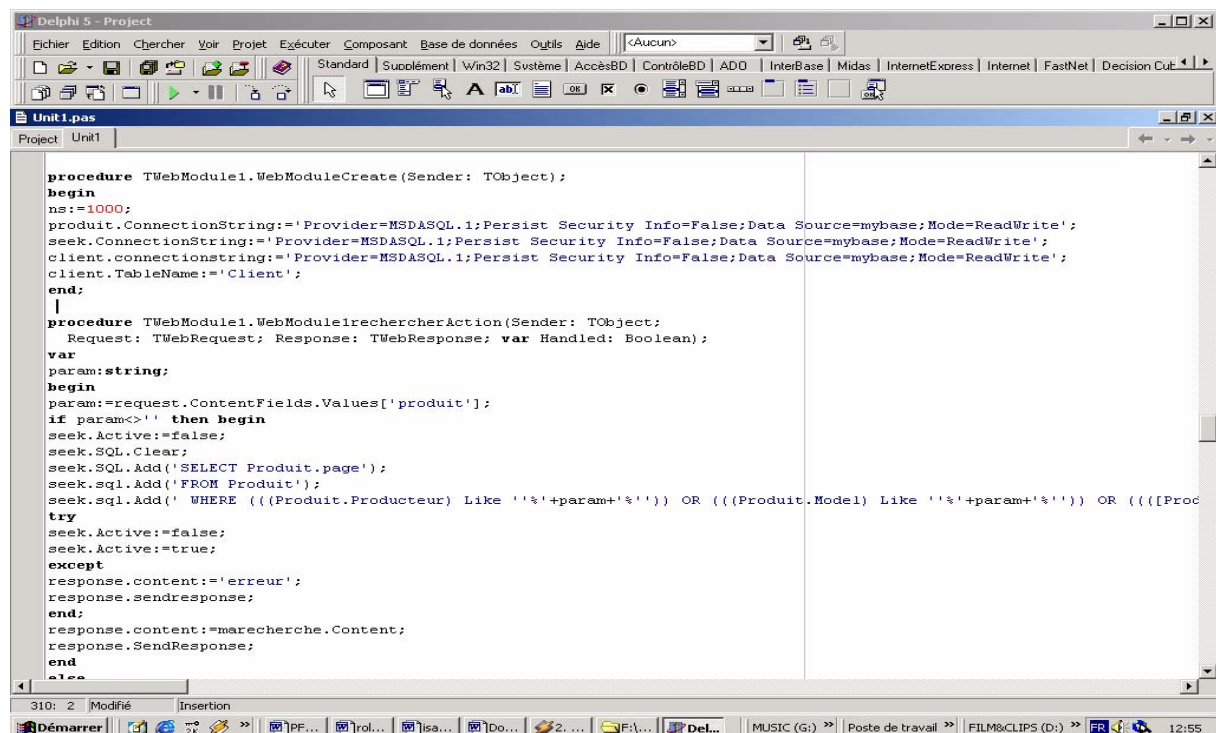 Delphi 5 - Project
Fichier Edition Chercher Voir Projet Exécuter Composant Base de données Outils Aide <Aucun>
Standard Supplément Win32 Système AccèsBD ContrôleBD ADO InterBase Midas InternetExpress Internet FastNet Decision Cub
Unit1.pas
Project Unit1
procedure TWebModule1.WebModuleCreate(Sender: TObject);
begin
ns:=1000;
produit.ConnectionString:='Provider=MSDASQL.1;Persist Security Info=False;Data Source=mybase;Mode=ReadWrite';
seek.ConnectionString:='Provider=MSDASQL.1;Persist Security Info=False;Data Source=mybase;Mode=ReadWrite';
client.connectionstring:='Provider=MSDASQL.1;Persist Security Info=False;Data Source=mybase;Mode=ReadWrite';
client.TableName:='Client';
end;
procedure TWebModule1.WebModule1rechercherAction(Sender: TObject;
Request: TWebRequest; Response: TWebResponse; var Handled: Boolean);
var
param:string;
begin
param:=request.ContentFields.Values['produit'];
if param<>'' then begin
seek.Active:=false;
seek.SQL.Clear;
seek.SQL.Add('SELECT Produit.page');
seek.sql.Add('FROM Produit');
seek.sql.Add(' WHERE (((Produit.Producteur) Like ''%'+param+'%'')) OR (((Produit.Model) Like ''%'+param+'%'')) OR ((([Prod
try
seek.Active:=false;
seek.Active:=true;
except
response.content:='erreur';
response.sendresponse;
end;
response.content:=marecherche.Content;
response.SendResponse;
end
else
310: 2 Modifié Insertion
Démarrer » PF... rol... isa... Do... 2. ... F:\... Del... MUSIC (G:) » Poste de travail » FILM&CLIPS (D:) » FR 12:55